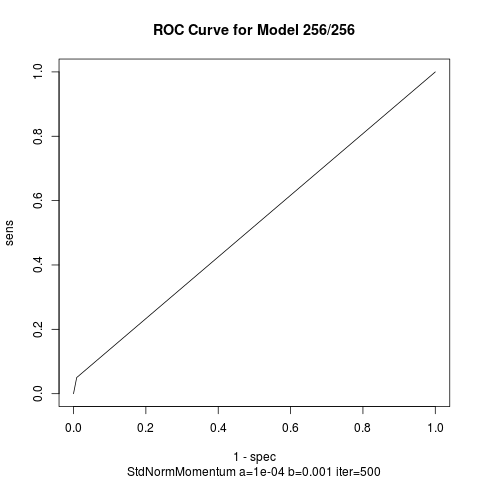 ROC Curve for Model 256/256
sens
1.0
0.8
0.6
0.4
0.2
0.0
0.0 0.2 0.4 0.6 0.8 1.0
1 - spec
StdNormMomentum a=1e-04 b=0.001 iter=500